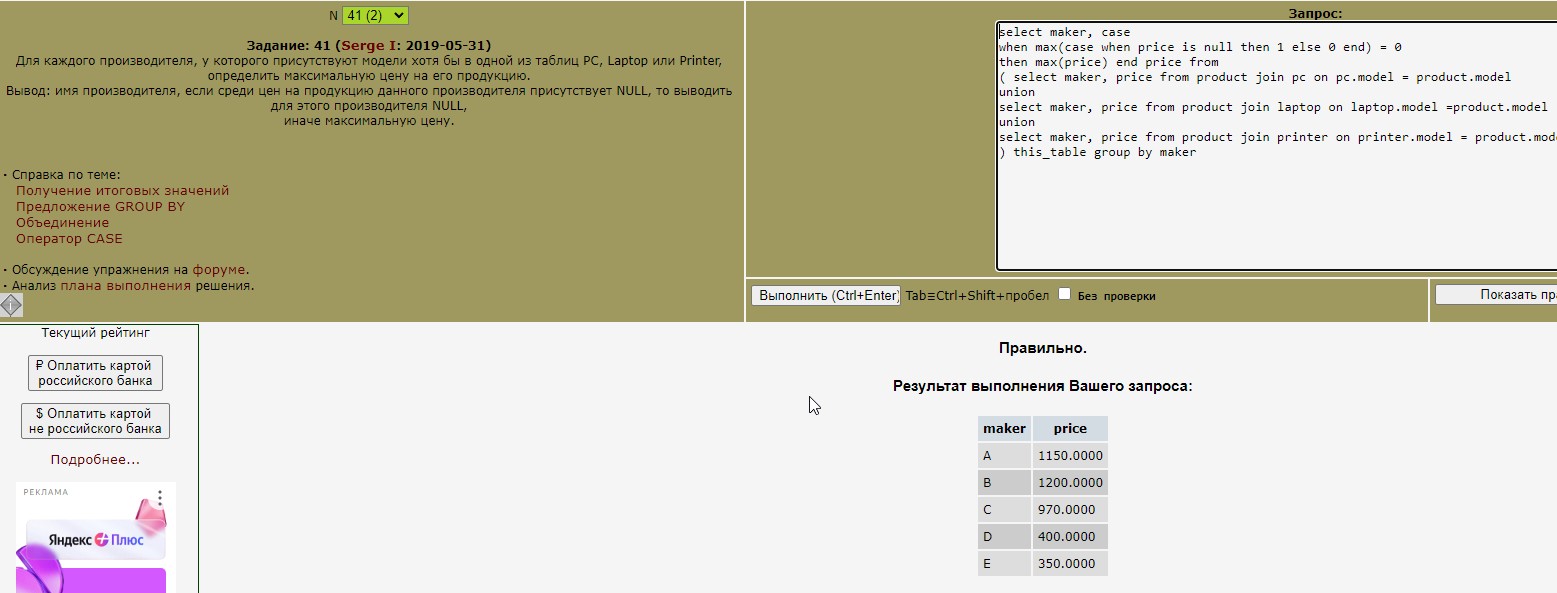 N 41 (2)
Задание: 41 (Serge I: 2019-05-31)
Для каждого производителя, у которого присутствуют модели хотя бы в одной из таблиц PC, Laptop или Printer,
определить максимальную цену на его продукцию.
Вывод: имя производителя, если среди цен на продукцию данного производителя присутствует NULL, то выводить
для этого производителя NULL,
иначе максимальную цену.
· Справка по теме:
Получение итоговых значений
Предложение GROUP BY
Объединение
Оператор CASE
· Обсуждение упражнения на форуме.
· Анализ плана выполнения решения.
Запрос:
select maker, case
when max(case when price is null then 1 else 0 end) = 0
then max(price) end price from
( select maker, price from product join pc on pc.model = product.model
union
select maker, price from product join laptop on laptop.model =product.model
union
select maker, price from product join printer on printer.model = product.mod
) this_table group by maker
Выполнить (Ctrl+Enter) Tab≡Ctrl+Shift+пробел Без проверки
Показать пр
Текущий рейтинг
₽ Оплатить картой
российского банка
$ Оплатить картой
не российского банка
Подробнее...
РЕКЛАМА
Яндекс Плюс
Правильно.
Результат выполнения Вашего запроса:
maker price
A 1150.0000
B 1200.0000
C 970.0000
D 400.0000
E 350.0000